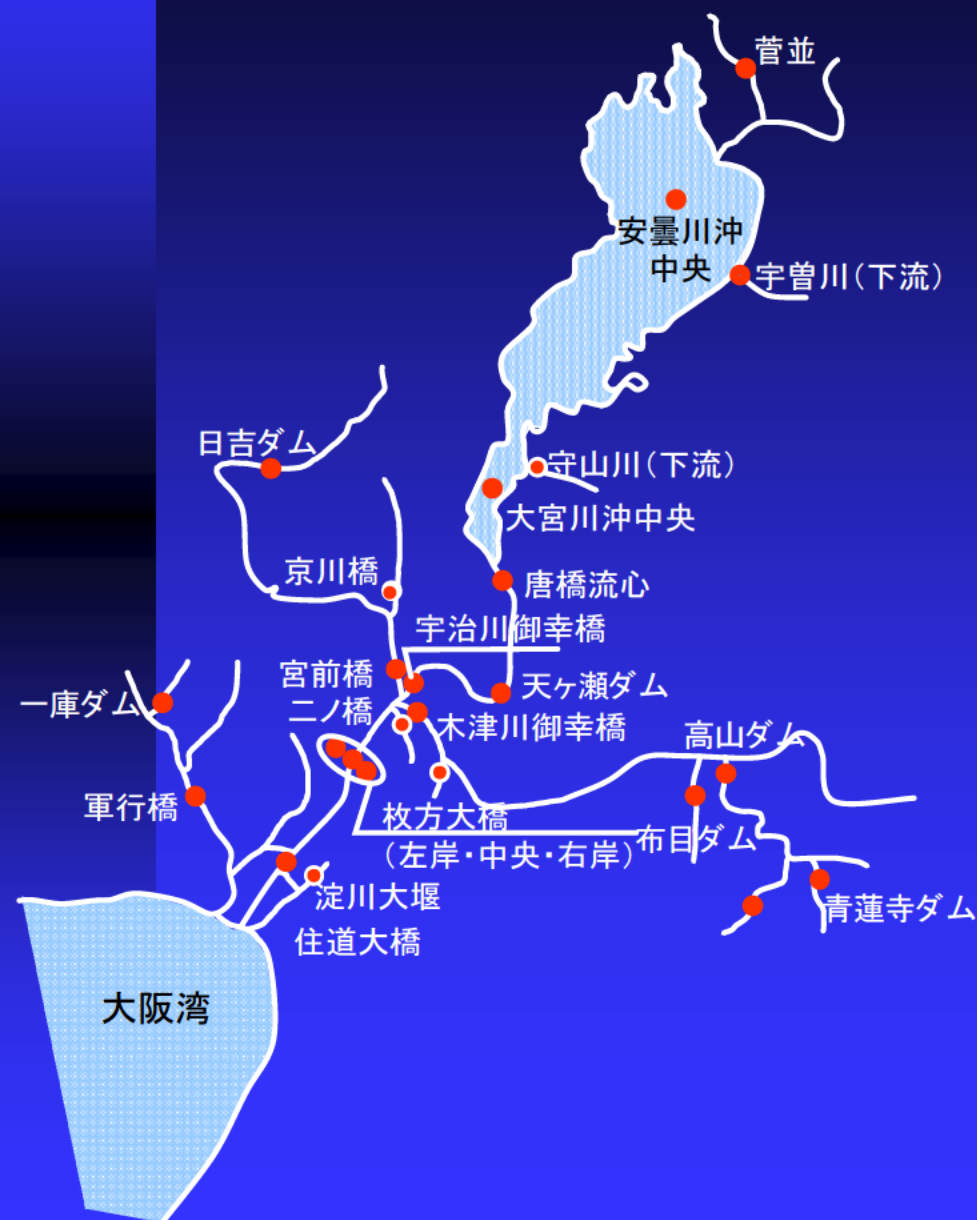 菅並
安曇川沖
中央
宇曽川(下流)
日吉ダム
守山川(下流)
大宮川沖中央
京川橋
唐橋流心
宇治川御幸橋
宮前橋
天ヶ瀬ダム
一庫ダム
二ノ橋
木津川御幸橋
高山ダム
軍行橋
枚方大橋
(左岸・中央・右岸)
布目ダム
淀川大堰
青蓮寺ダム
住道大橋
大阪湾